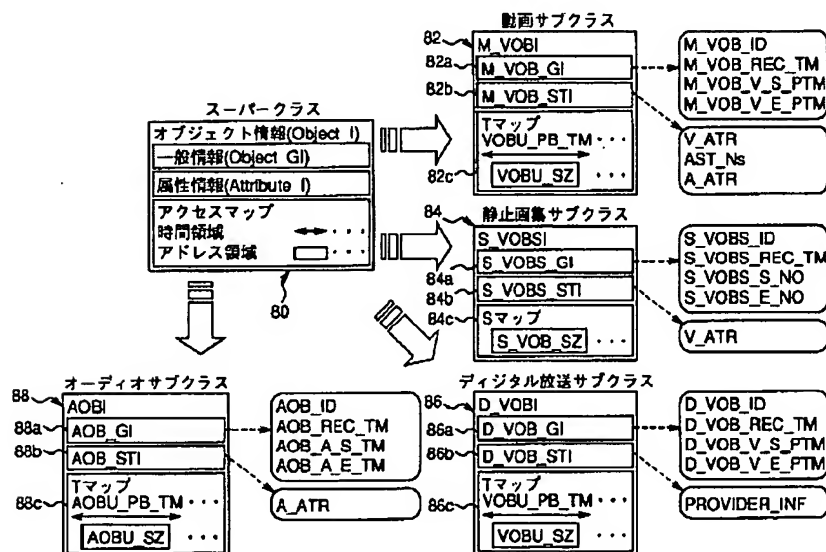 スーパークラス
オブジェクト情報(Object_I)
一般情報(Object_GI)
属性情報(Attribute_I)
アクセスマップ
時間領域 ・・・
アドレス領域 ・・・
80
動画サブクラス
82
M_VOBI
82a
M_VOB_GI
82b
M_VOB_STI
Tマップ
VOBU_PB_TM ・・・
82c
VOBU_SZ ・・・
M_VOB_ID
M_VOB_REC_TM
M_VOB_V_S_PTM
M_VOB_V_E_PTM
V_ATR
AST_Ns
A_ATR
静止画集サブクラス
84
S_VOBSI
S_VOBS_GI
84a
S_VOBS_STI
84b
84c
Sマップ
S_VOB_SZ ・・・
S_VOBS_ID
S_VOBS_REC_TM
S_VOBS_S_NO
S_VOBS_E_NO
V_ATR
オーディオサブクラス
88
AOBI
88a
AOB_GI
88b
AOB_STI
Tマップ
88c
AOBU_PB_TM ・・・
AOBU_SZ ・・・
AOB_ID
AOB_REC_TM
AOB_A_S_TM
AOB_A_E_TM
A_ATR
ディジタル放送サブクラス
86
D_VOBI
86a
D_VOB_GI
86b
D_VOB_STI
Tマップ
VOBU_PB_TM ・・・
86c
VOBU_SZ ・・・
D_VOB_ID
D_VOB_REC_TM
D_VOB_V_S_PTM
D_VOB_V_E_PTM
PROVIDER_INF